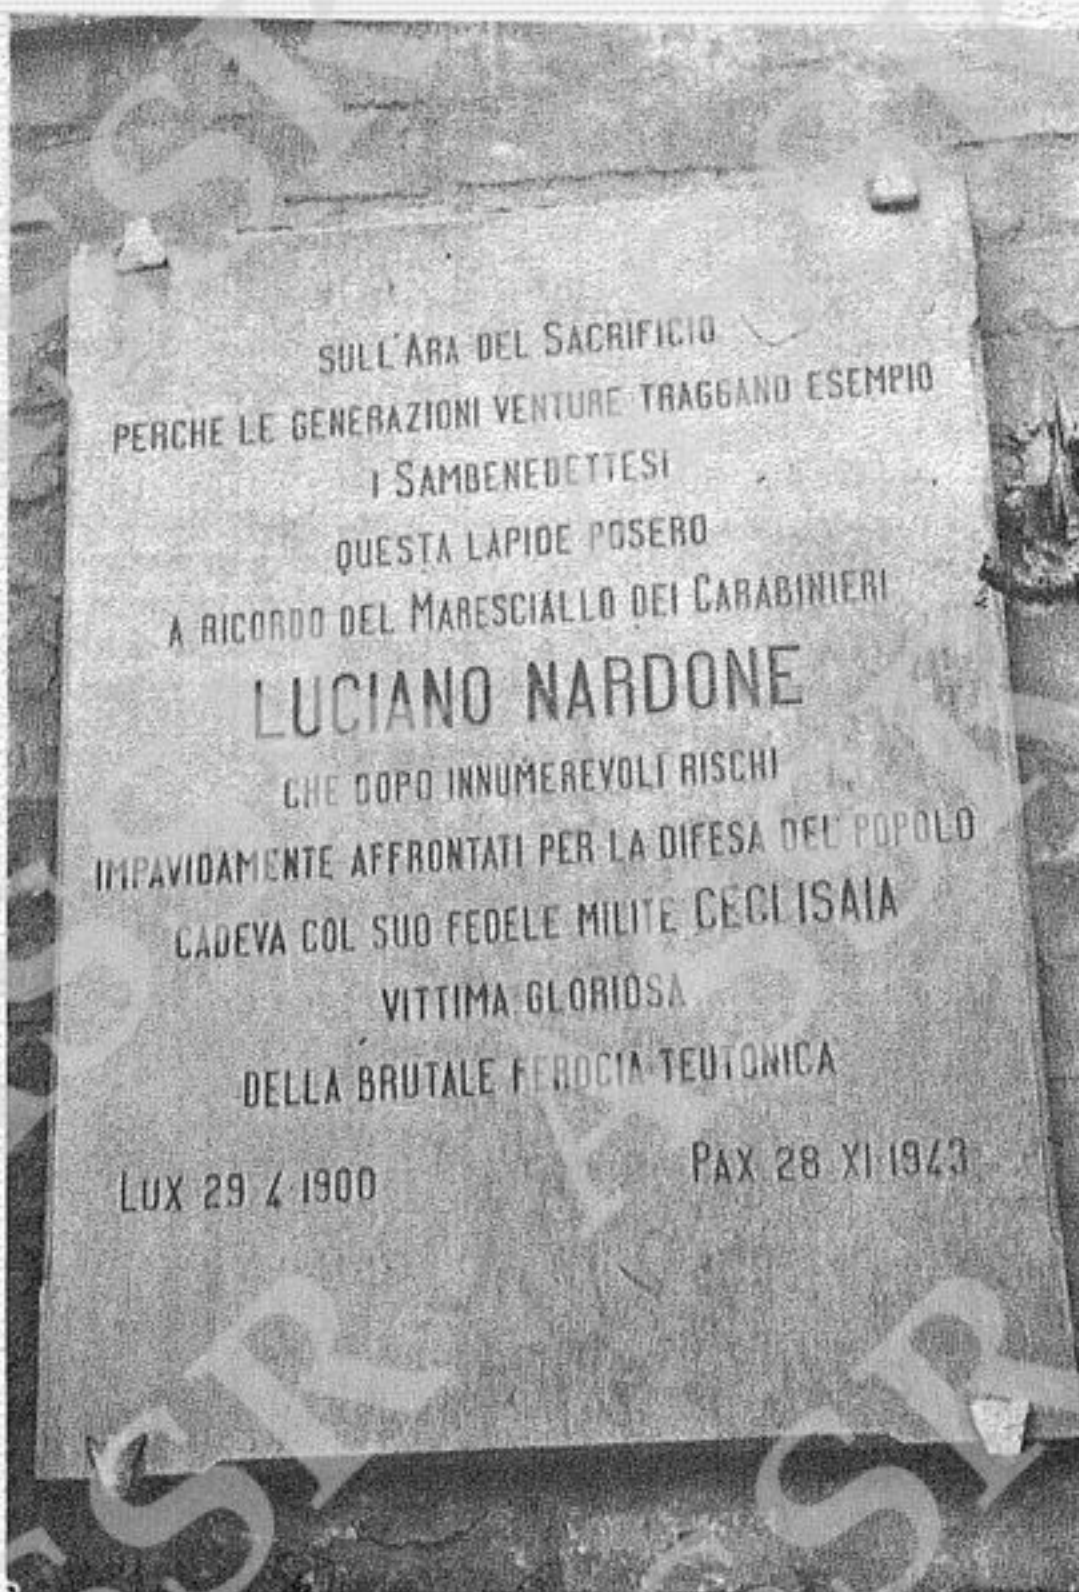 SULL'ARA DEL SACRIFICIO
PERCHE LE GENERAZIONI VENTURE TRAGGANO ESEMPIO
I SAMBENEDETTESI
QUESTA LAPIDE POSERO
A RICORDO DEL MARESCIALLO DEI CARABINIERI
LUCIANO NARDONE
CHE DOPO INNUMEREVOLI RISCHI
IMPAVIDAMENTE AFFRONTATI PER LA DIFESA DEL POPOLO
CADEVA COL SUO FEDELE MILITE CECI ISAIA
VITTIMA GLORIOSA
DELLA BRUTALE FEROCIA TEUTONICA
LUX 29 4 1900 PAX 28 XI 1943